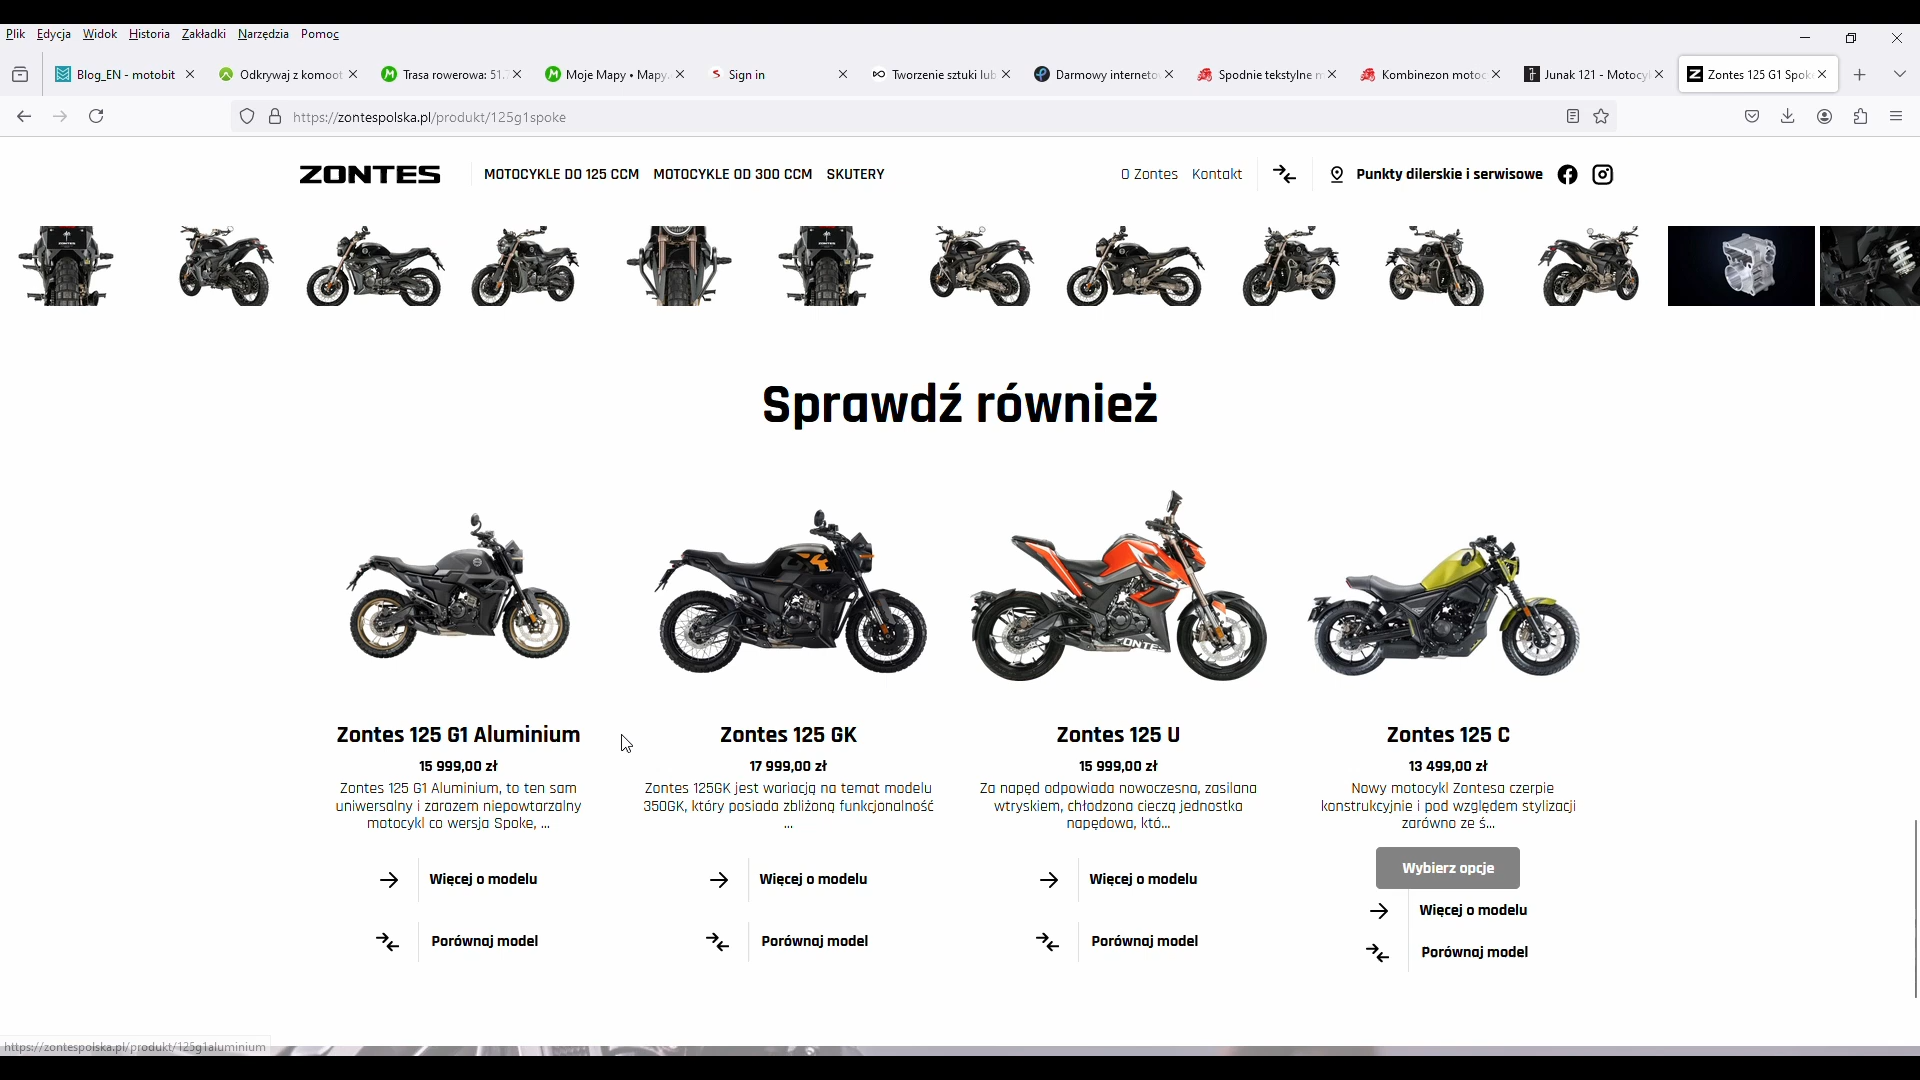 Plik Edycja Widok Historia Zakładki Narzędzia Pomoc
Blog_EN - motobit
Odkrywaj z komoot
Trasa rowerowa: 51.
Moje Mapy • Mapy.
Sign in
Tworzenie sztuki lub
Darmowy interneto
Spodnie tekstylne m
Kombinezon motoc
Junak 121 - Motocyk
Zontes 125 G1 Spok
https://zontespolska.pl/produkt/125g1spoke
ZONTES
MOTOCYKLE DO 125 CCM MOTOCYKLE OD 300 CCM SKUTERY
O Zontes Kontakt
Punkty dilerskie i serwisowe
Sprawdź również
Zontes 125 G1 Aluminium
15 999,00 zł
Zontes 125 G1 Aluminium, to ten sam
uniwersalny i zarazem niepowtarzalny
motocykl co wersja Spoke, ...
Więcej o modelu
Porównaj model
Zontes 125 GK
17 999,00 zł
Zontes 125GK jest wariacją na temat modelu
350GK, który posiada zbliżoną funkcjonalność
...
Więcej o modelu
Porównaj model
Zontes 125 U
15 999,00 zł
Za napęd odpowiada nowoczesna, zasilana
wtryskiem, chłodzona cieczą jednostka
napędowa, któ...
Więcej o modelu
Porównaj model
Zontes 125 C
13 499,00 zł
Nowy motocykl Zontesa czerpie
konstrukcyjnie i pod względem stylizacji
zarówno ze ś...
Wybierz opcje
Więcej o modelu
Porównaj model
https://zontespolska.pl/produkt/125g1aluminium